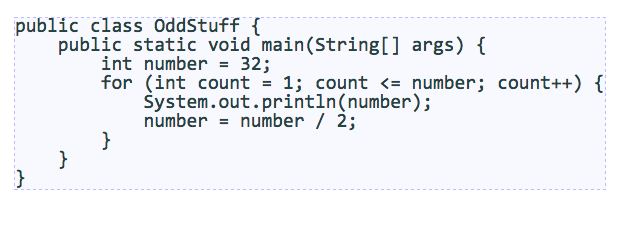 public class OddStuff {
    public static void main(String[] args) {
        int number = 32;
        for (int count = 1; count <= number; count++) {
            System.out.println(number);
            number = number / 2;
        }
    }
}